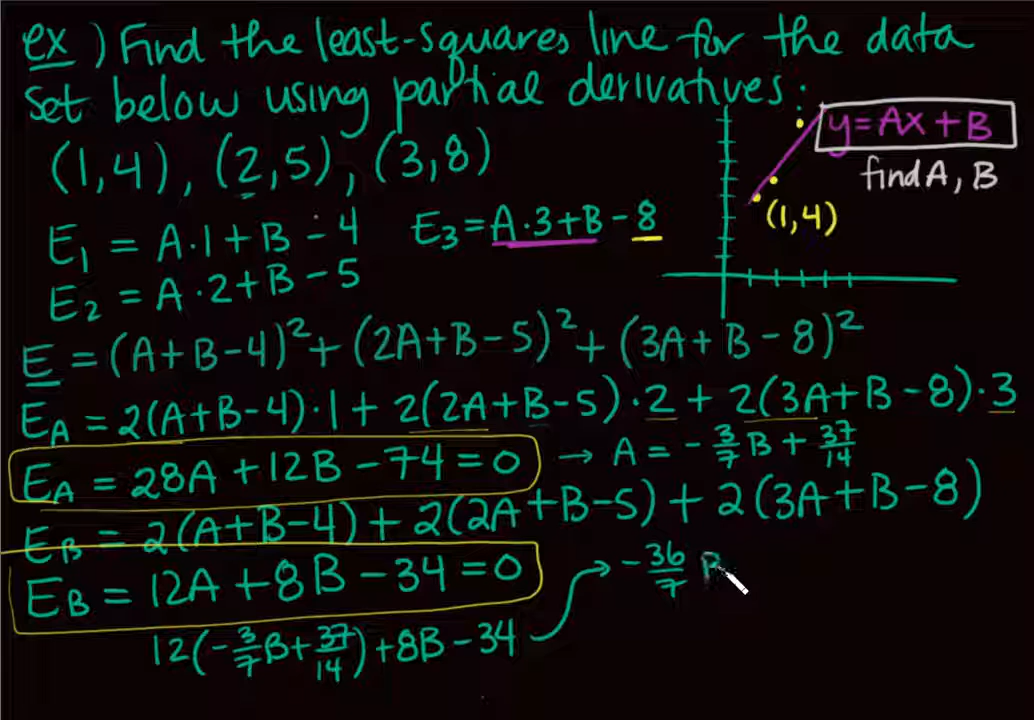 ex) Find the least-squares line for the data
set below using partial derivatives:
(1,4), (2,5), (3,8)
y=Ax+B
find A, B
(1,4)
E₁ = A·1+B-4
E₃ = A·3+B-8
E₂ = A·2+B-5
E = (A+B-4)²+(2A+B-5)²+(3A+B-8)²
E_A = 2(A+B-4)·1+2(2A+B-5)·2+2(3A+B-8)·3
E_A = 28A+12B-74=0 → A = -3/7 B + 37/14
E_B = 2(A+B-4)+2(2A+B-5)+2(3A+B-8)
E_B = 12A+8B-34=0
12(-3/7 B+37/14)+8B-34 → -36/7 B